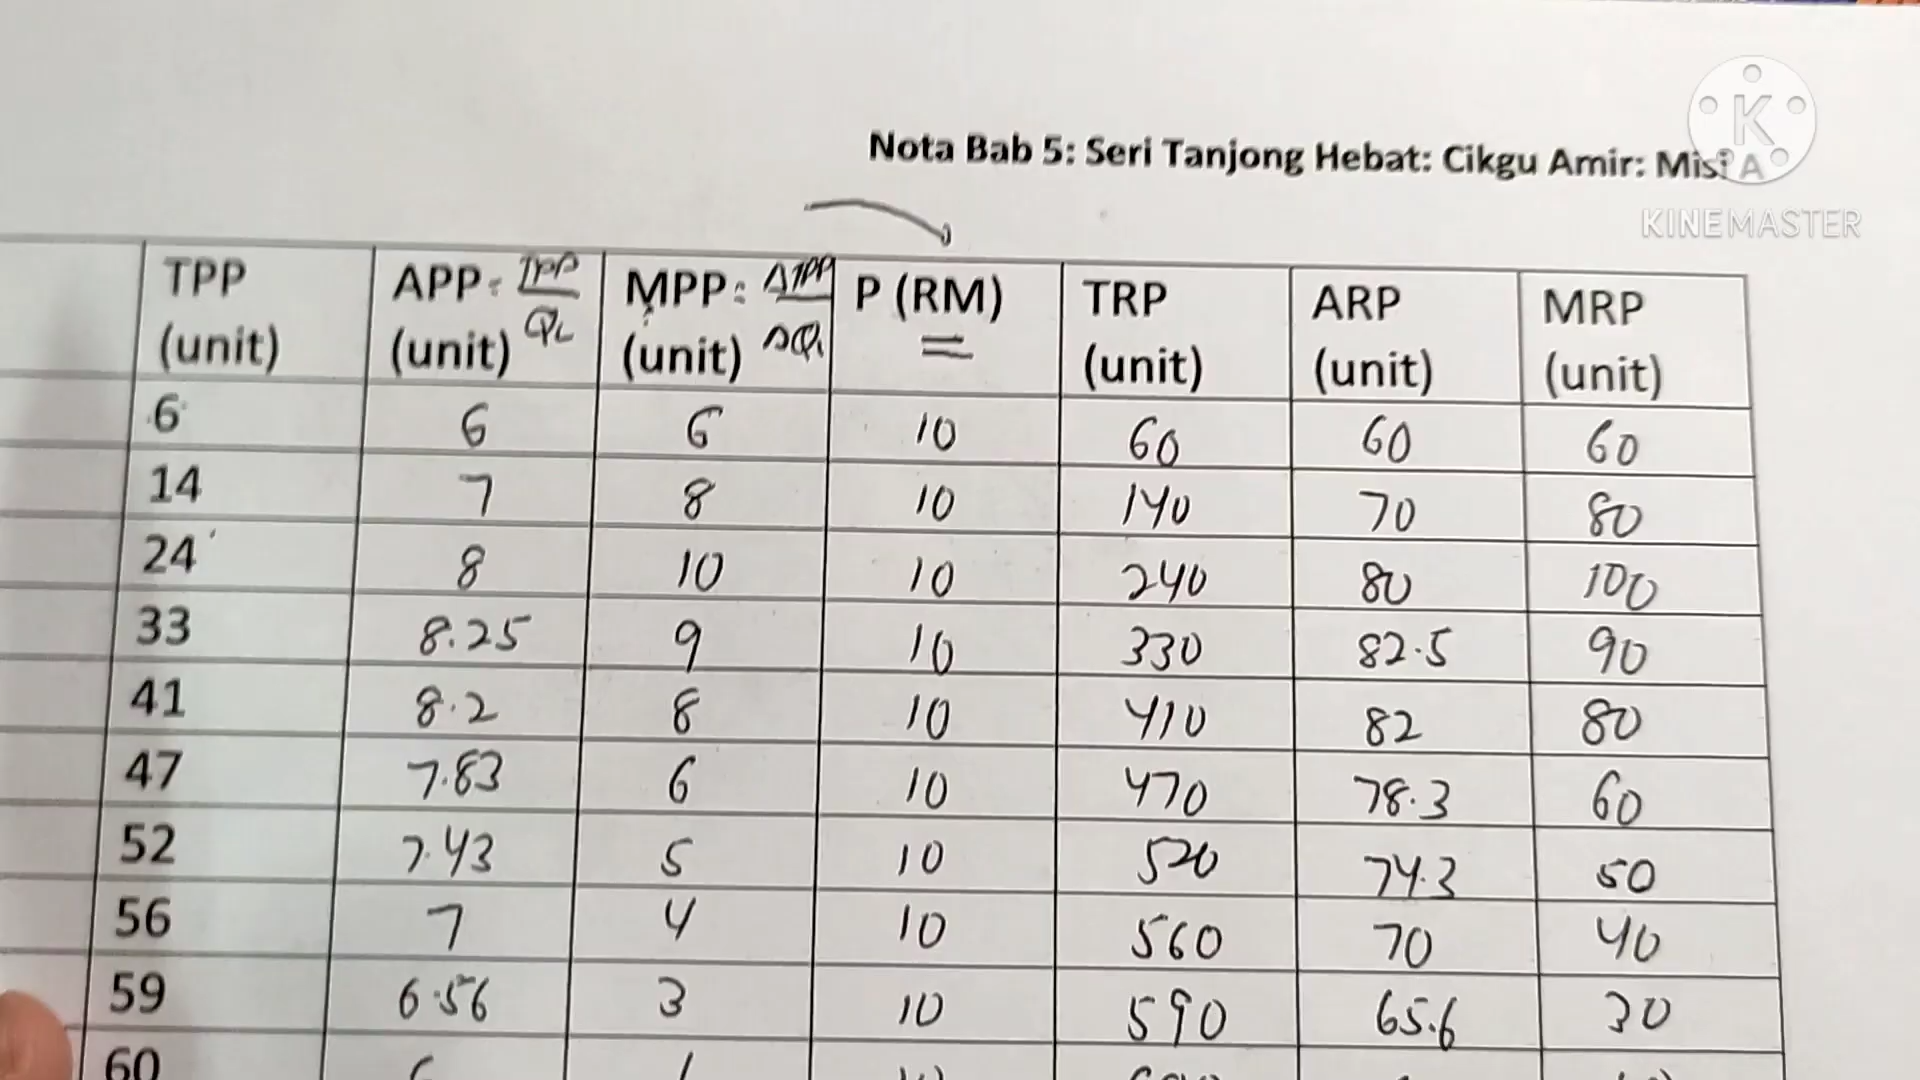 K
KINEMASTER
Nota Bab 5: Seri Tanjong Hebat: Cikgu Amir: Misi A
TPP (unit) APP = TPP/QL (unit) MPP = ΔTPP/ΔQL (unit) P (RM) TRP (unit) ARP (unit) MRP (unit)
6 6 6 10 60 60 60
14 7 8 10 140 70 80
24 8 10 10 240 80 100
33 8.25 9 10 330 82.5 90
41 8.2 8 10 410 82 80
47 7.83 6 10 470 78.3 60
52 7.43 5 10 520 74.3 50
56 7 4 10 560 70 40
59 6.56 3 10 590 65.6 30
60